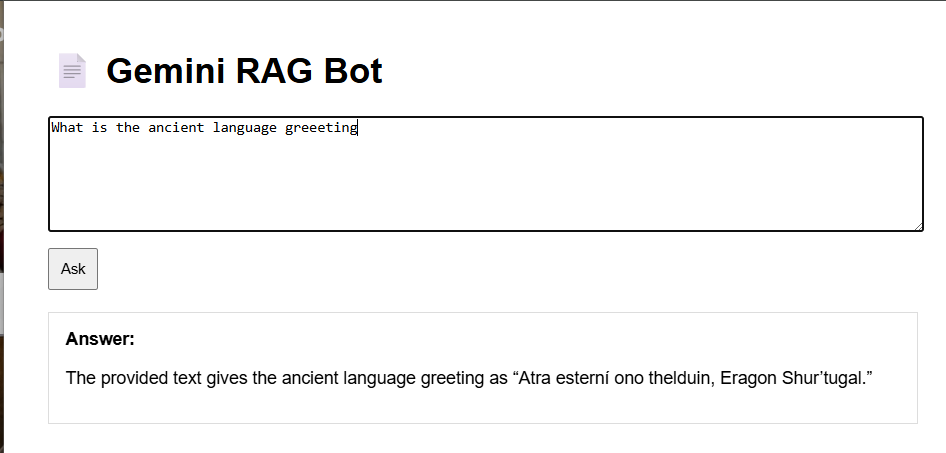 Gemini RAG Bot
What is the ancient language greeeting
Ask
Answer:
The provided text gives the ancient language greeting as “Atra esterní ono thelduin, Eragon Shur’tugal.”